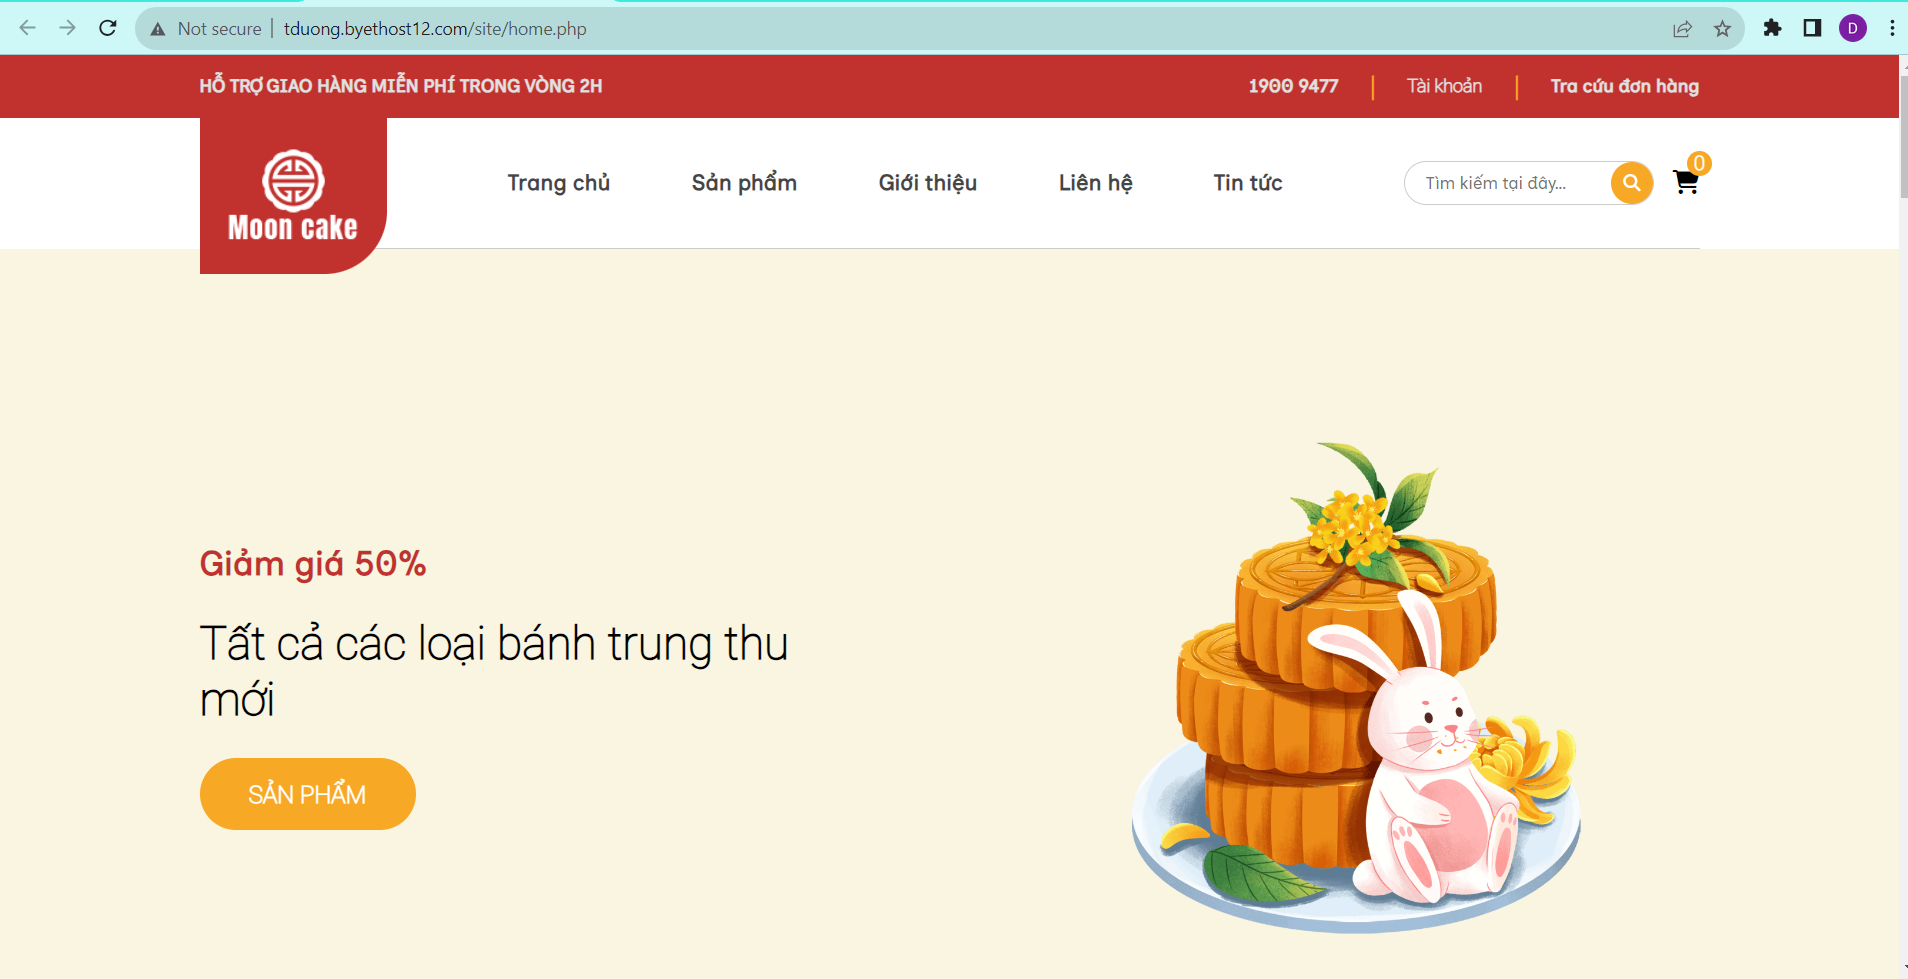 Not secure
tduong.byethost12.com/site/home.php
D
HỖ TRỢ GIAO HÀNG MIỄN PHÍ TRONG VÒNG 2H
1900 9477
Tài khoản
Tra cứu đơn hàng
Moon cake
Trang chủ
Sản phẩm
Giới thiệu
Liên hệ
Tin tức
Tìm kiếm tại đây...
0
Giảm giá 50%
Tất cả các loại bánh trung thu
mới
SẢN PHẨM